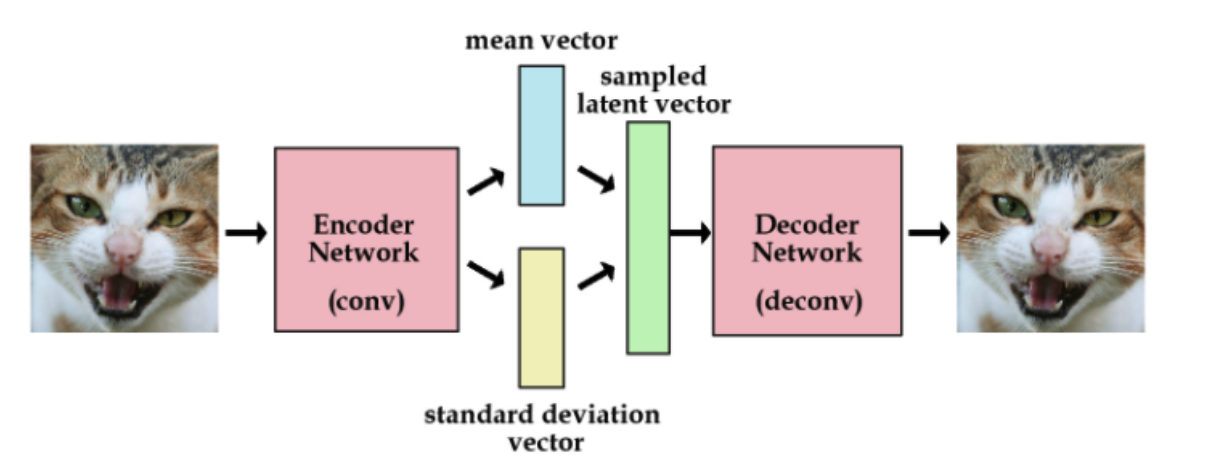 mean vector
sampled
latent vector
Encoder
Network
(conv)
Decoder
Network
(deconv)
standard deviation
vector